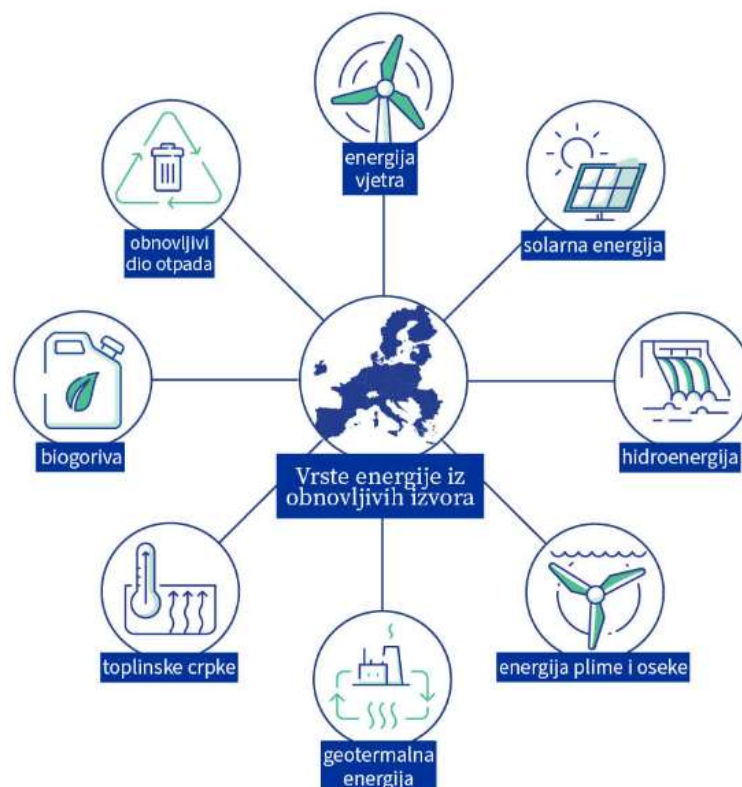 energija
vjetra
solarna energija
hidroenergija
energija plime i oseke
geotermalna
energija
toplinske crpke
biogoriva
obnovljivi
dio otpada
Vrste energije iz
obnovljivih izvora